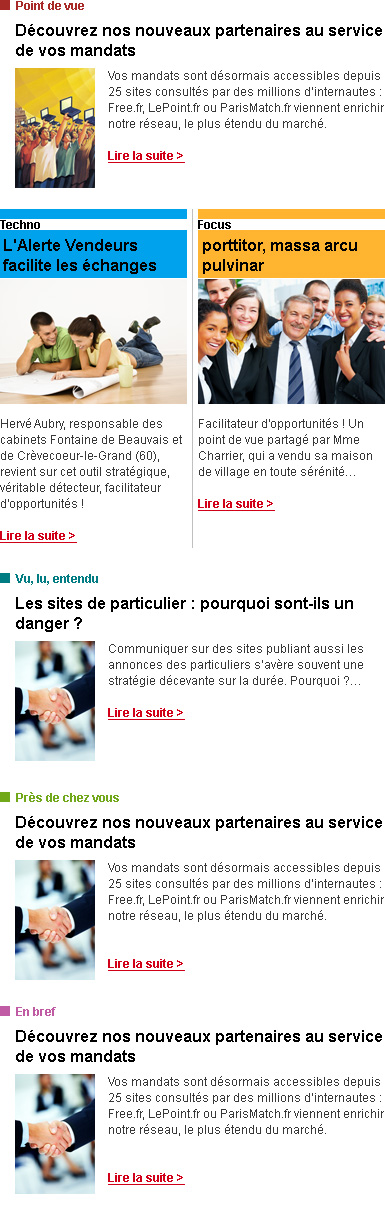 Point de vue
Découvrez nos nouveaux partenaires au service
de vos mandats
Vos mandats sont désormais accessibles depuis
25 sites consultés par des millions d'internautes :
Free.fr, LePoint.fr ou ParisMatch.fr viennent enrichir
notre réseau, le plus étendu du marché.
Lire la suite >
Techno
L'Alerte Vendeurs
facilite les échanges
Hervé Aubry, responsable des
cabinets Fontaine de Beauvais et
de Crèvecoeur-le-Grand (60),
revient sur cet outil stratégique,
véritable détecteur, facilitateur
d'opportunités !
Lire la suite >
Focus
porttitor, massa arcu
pulvinar
Facilitateur d'opportunités ! Un
point de vue partagé par Mme
Charrier, qui a vendu sa maison
de village en toute sérénité…
Lire la suite >
Vu, lu, entendu
Les sites de particulier : pourquoi sont-ils un
danger ?
Communiquer sur des sites publiant aussi les
annonces des particuliers s'avère souvent une
stratégie décevante sur la durée. Pourquoi ?…
Lire la suite >
Près de chez vous
Découvrez nos nouveaux partenaires au service
de vos mandats
Vos mandats sont désormais accessibles depuis
25 sites consultés par des millions d'internautes :
Free.fr, LePoint.fr ou ParisMatch.fr viennent enrichir
notre réseau, le plus étendu du marché.
Lire la suite >
En bref
Découvrez nos nouveaux partenaires au service
de vos mandats
Vos mandats sont désormais accessibles depuis
25 sites consultés par des millions d'internautes :
Free.fr, LePoint.fr ou ParisMatch.fr viennent enrichir
notre réseau, le plus étendu du marché.
Lire la suite >